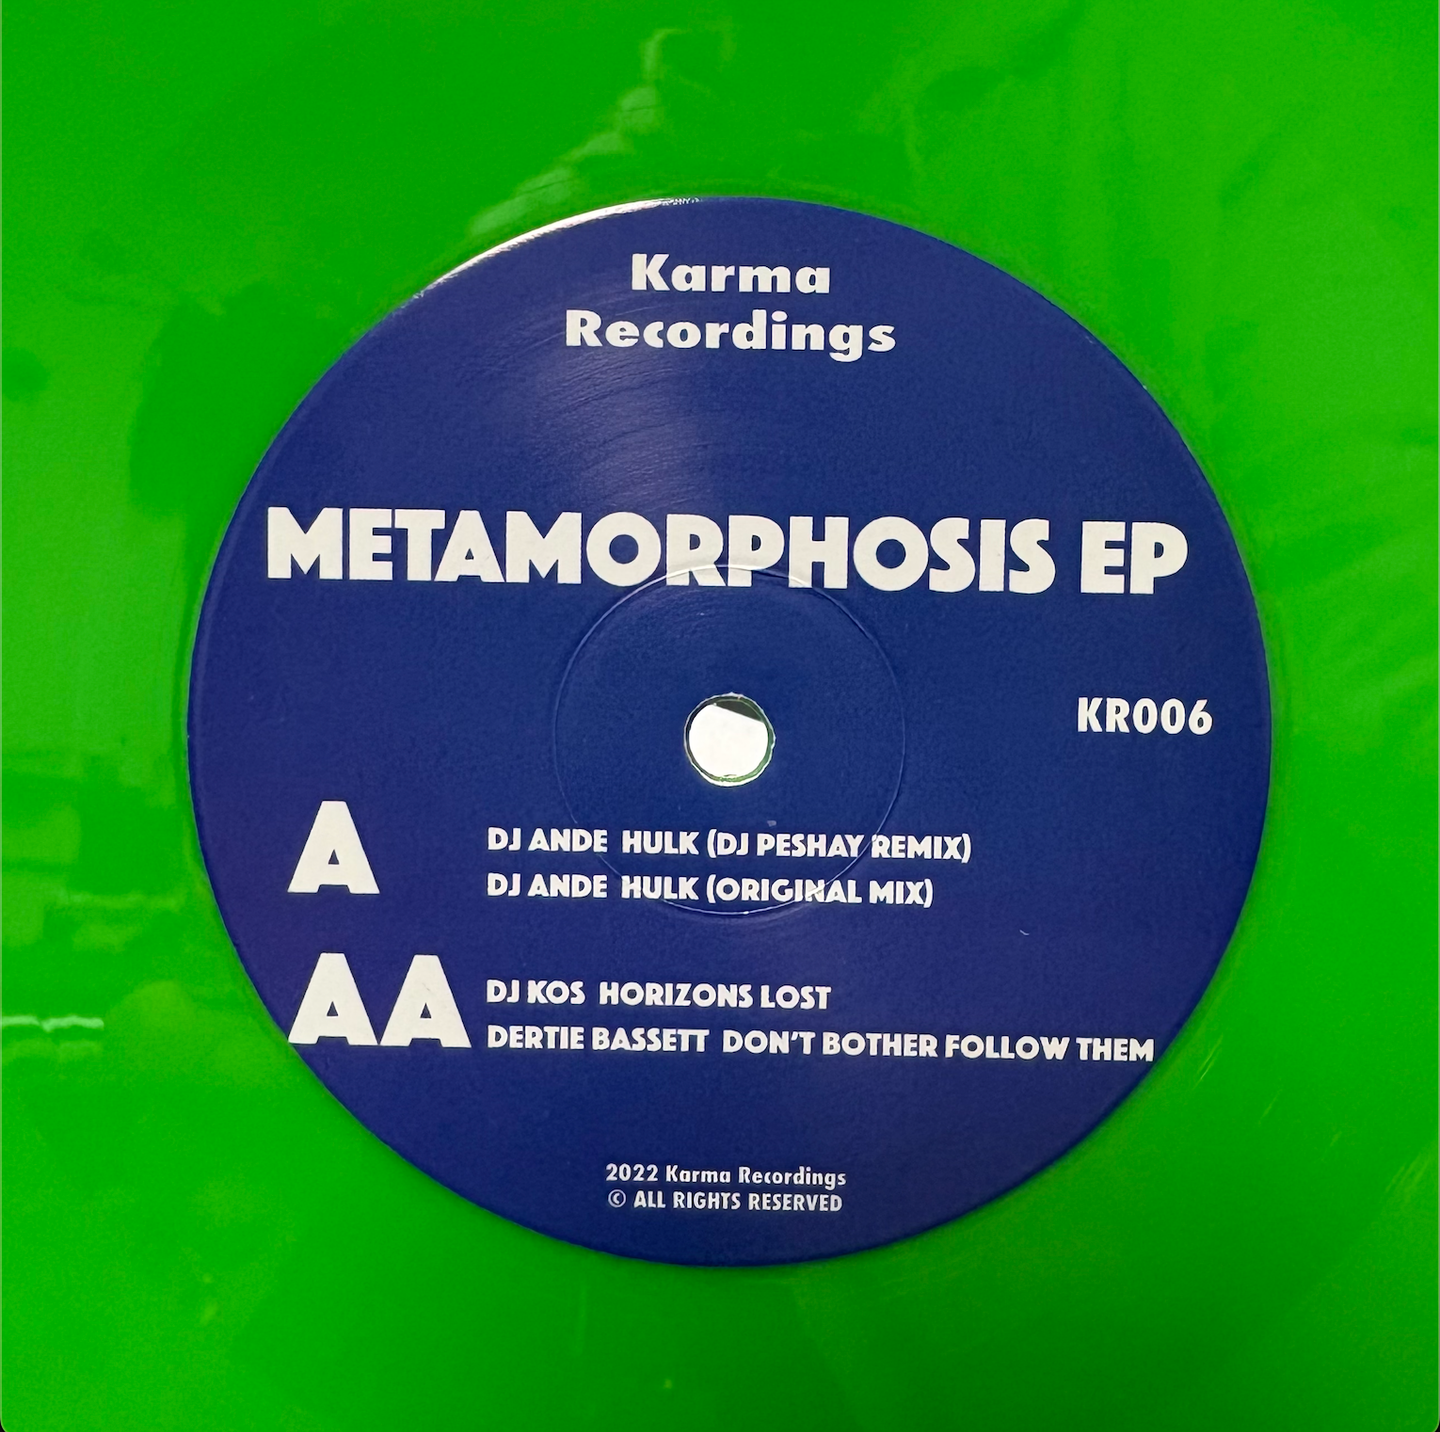 Karma
Recordings
METAMORPHOSIS EP
KR006
A
DJ ANDE HULK (DJ PESHAY REMIX)
DJ ANDE HULK (ORIGINAL MIX)
AA
DJ KOS HORIZONS LOST
DERTIE BASSETT DON'T BOTHER FOLLOW THEM
2022 Karma Recordings
© ALL RIGHTS RESERVED